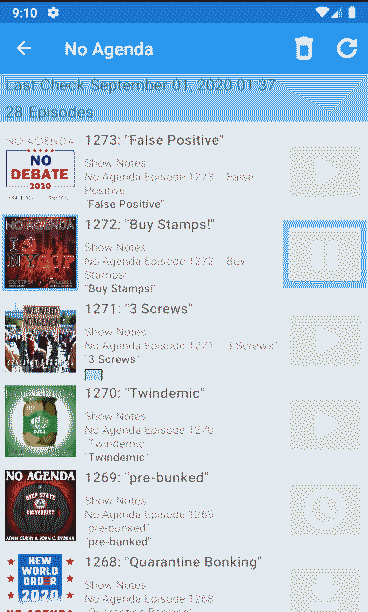 9:10
No Agenda
Last Check September 01, 2020 01:37
28 Episodes
NO AGENDA
NO
DEBATE
2020
1273: “False Positive”
Show Notes
No Agenda Episode 1273 - "False
Positive"
"False Positive"
NO AGENDA
1272: “Buy Stamps!”
Show Notes
No Agenda Episode 1272 - "Buy
Stamps!"
"Buy Stamps!"
1271: “3 Screws”
Show Notes
No Agenda Episode 1271 - "3 Screws"
"3 Screws"
1270: “Twindemic”
Show Notes
No Agenda Episode 1270 -
"Twindemic"
"Twindemic"
NO AGENDA
DEEP STATE
UNIVERSITY
ADAM CURRY & JOHN C. DVORAK
1269: “pre-bunked”
Show Notes
No Agenda Episode 1269 -
"pre-bunked"
"pre-bunked"
NEW
WORLD
ORDER
2020
NO AGENDA
1268: “Quarantine Bonking”
Show Notes
No Agenda Episode 1268 -
"Quarantine Bonking"